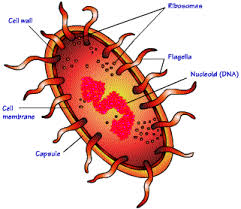 Ribosomes
Cell wall
Flagella
Nucleoid (DNA)
Cell
membrane
Capsule